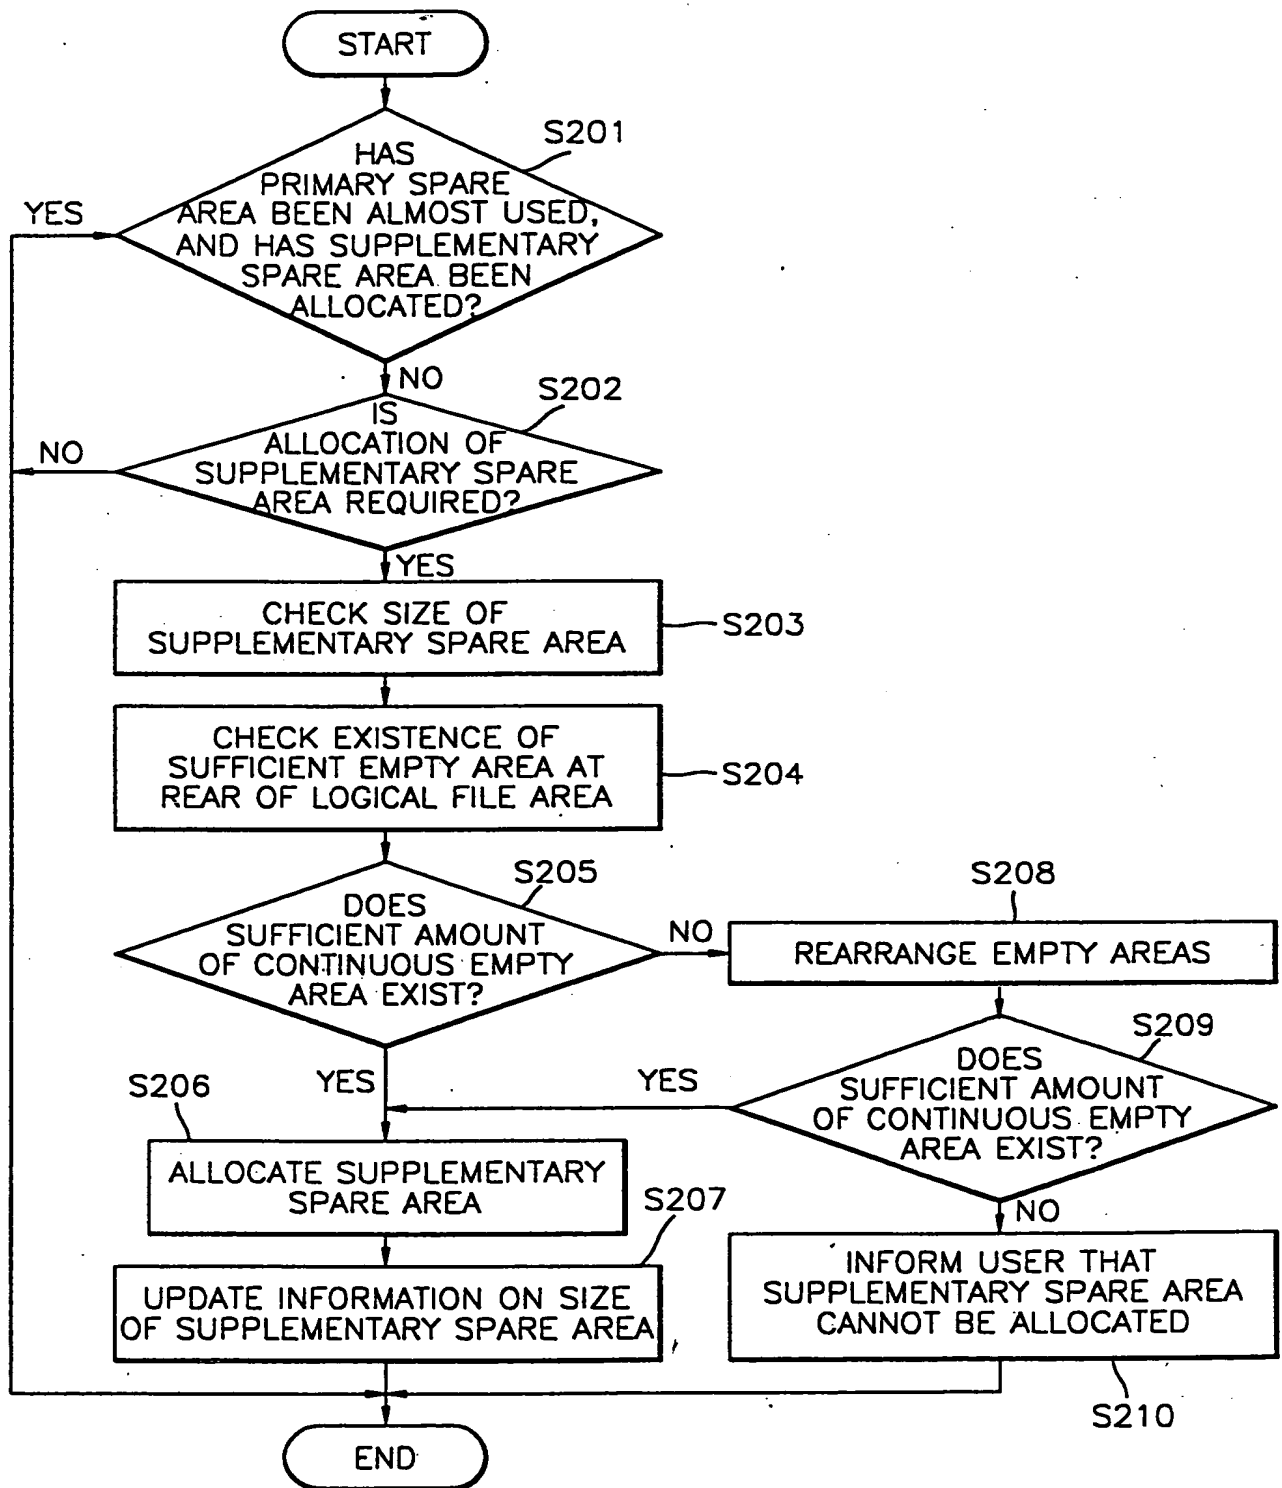 START
S201
HAS
PRIMARY SPARE
AREA BEEN ALMOST USED,
AND HAS SUPPLEMENTARY
SPARE AREA BEEN
ALLOCATED?
YES
NO
S202
IS
ALLOCATION OF
SUPPLEMENTARY SPARE
AREA REQUIRED?
NO
YES
CHECK SIZE OF
SUPPLEMENTARY SPARE AREA
S203
CHECK EXISTENCE OF
SUFFICIENT EMPTY AREA AT
REAR OF LOGICAL FILE AREA
S204
S205
DOES
SUFFICIENT AMOUNT
OF CONTINUOUS EMPTY
AREA EXIST?
NO
S208
REARRANGE EMPTY AREAS
S209
DOES
SUFFICIENT AMOUNT
OF CONTINUOUS EMPTY
AREA EXIST?
YES
YES
S206
ALLOCATE SUPPLEMENTARY
SPARE AREA
S207
UPDATE INFORMATION ON SIZE
OF SUPPLEMENTARY SPARE AREA
NO
INFORM USER THAT
SUPPLEMENTARY SPARE AREA
CANNOT BE ALLOCATED
S210
END